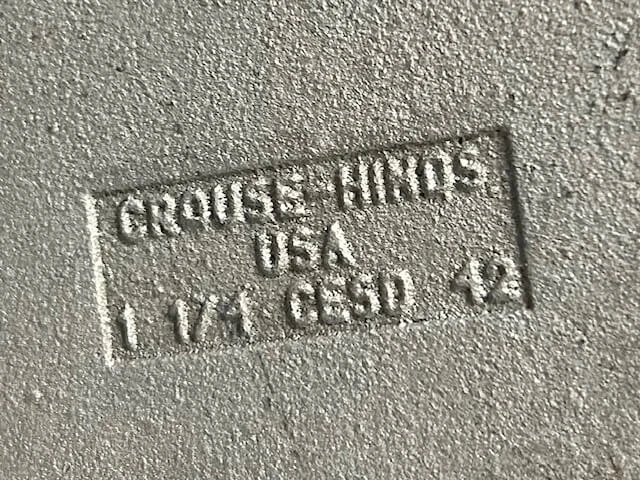 CROUSE-HINDS
USA
1 1/4 CESD 42